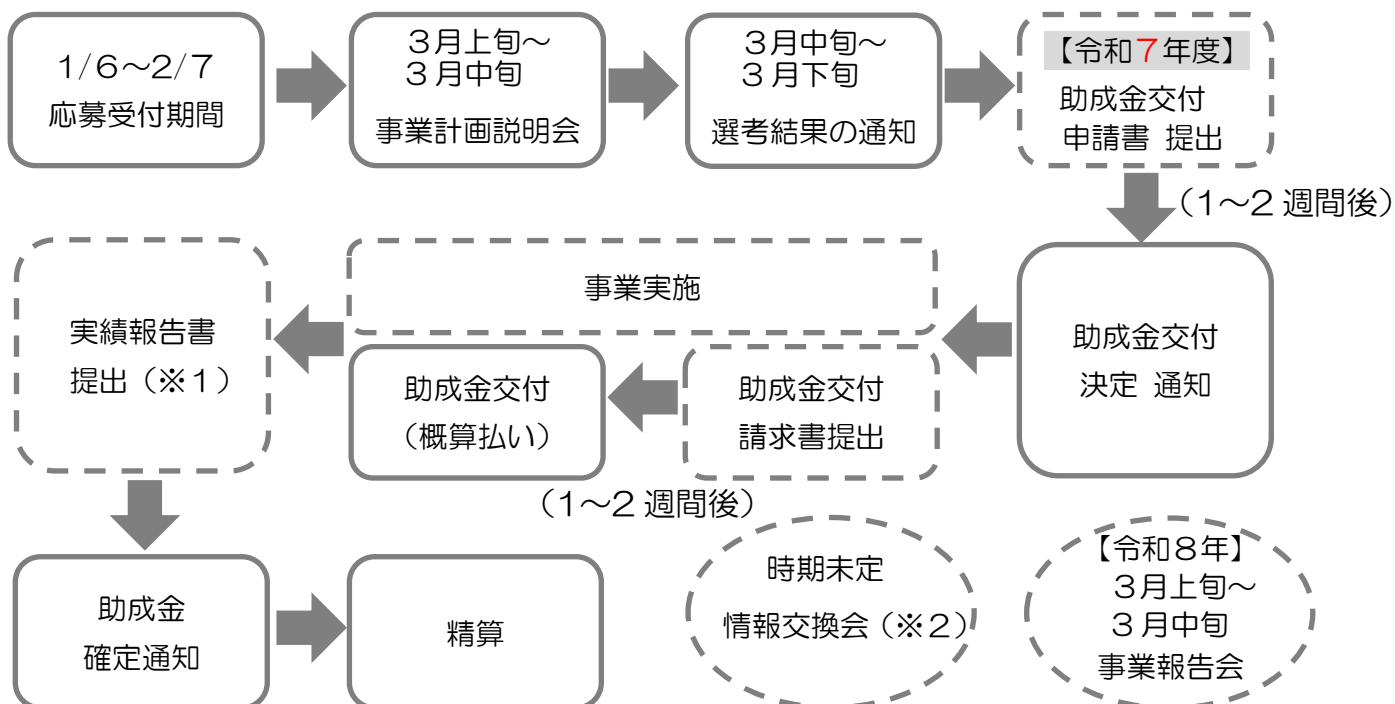 1/6～2/7
応募受付期間
３月上旬～
３月中旬
事業計画説明会
３月中旬～
３月下旬
選考結果の通知
【令和７年度】
助成金交付
申請書 提出
（1～2 週間後）
助成金交付
決定 通知
事業実施
助成金交付
請求書提出
助成金交付
（概算払い）
（1～2 週間後）
実績報告書
提出（※１）
助成金
確定通知
精算
時期未定
情報交換会（※２）
【令和８年】
３月上旬～
３月中旬
事業報告会